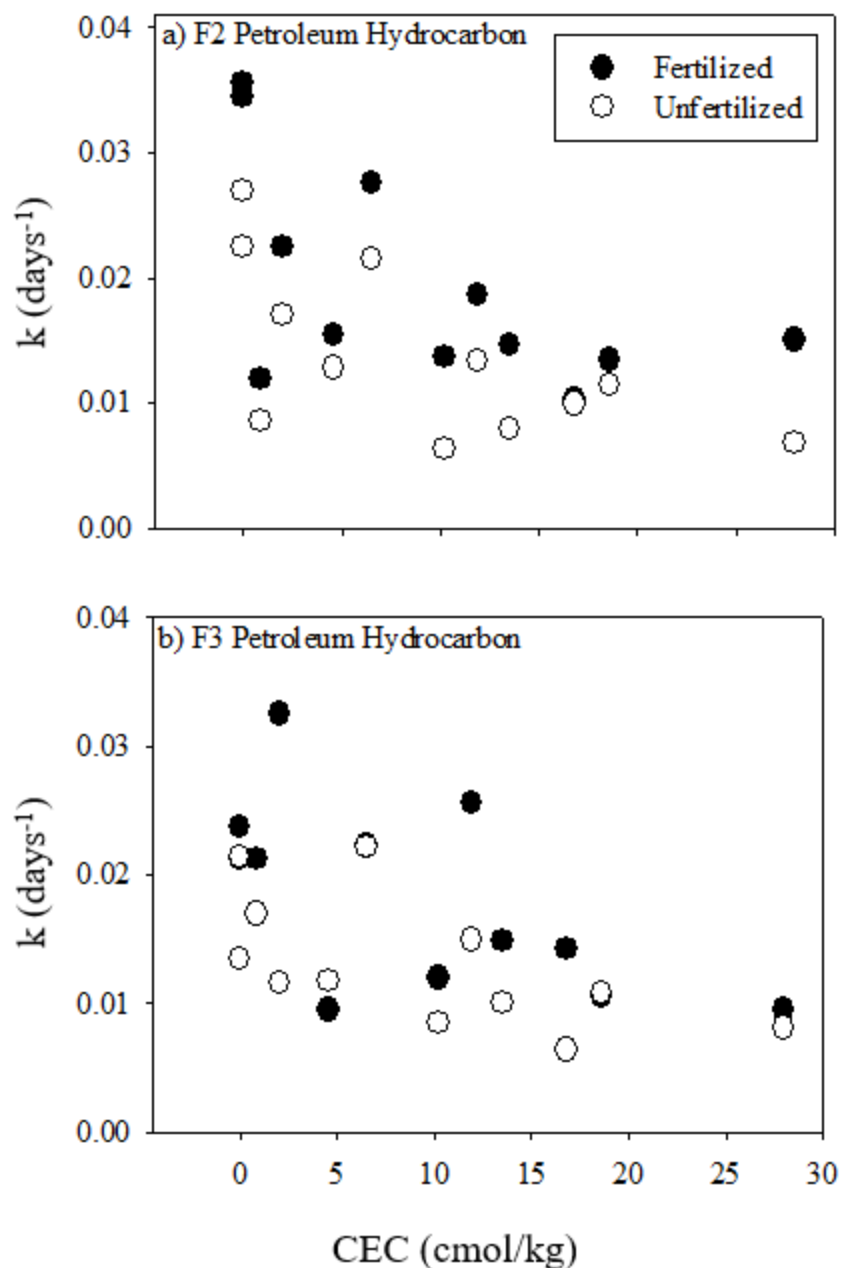 0.04
a) F2 Petroleum Hydrocarbon
Fertilized
Unfertilized
0.03
k (days-1)
0.02
0.01
0.00
0.04
b) F3 Petroleum Hydrocarbon
0.03
k (days-1)
0.02
0.01
0.00
0 5 10 15 20 25 30
CEC (cmol/kg)